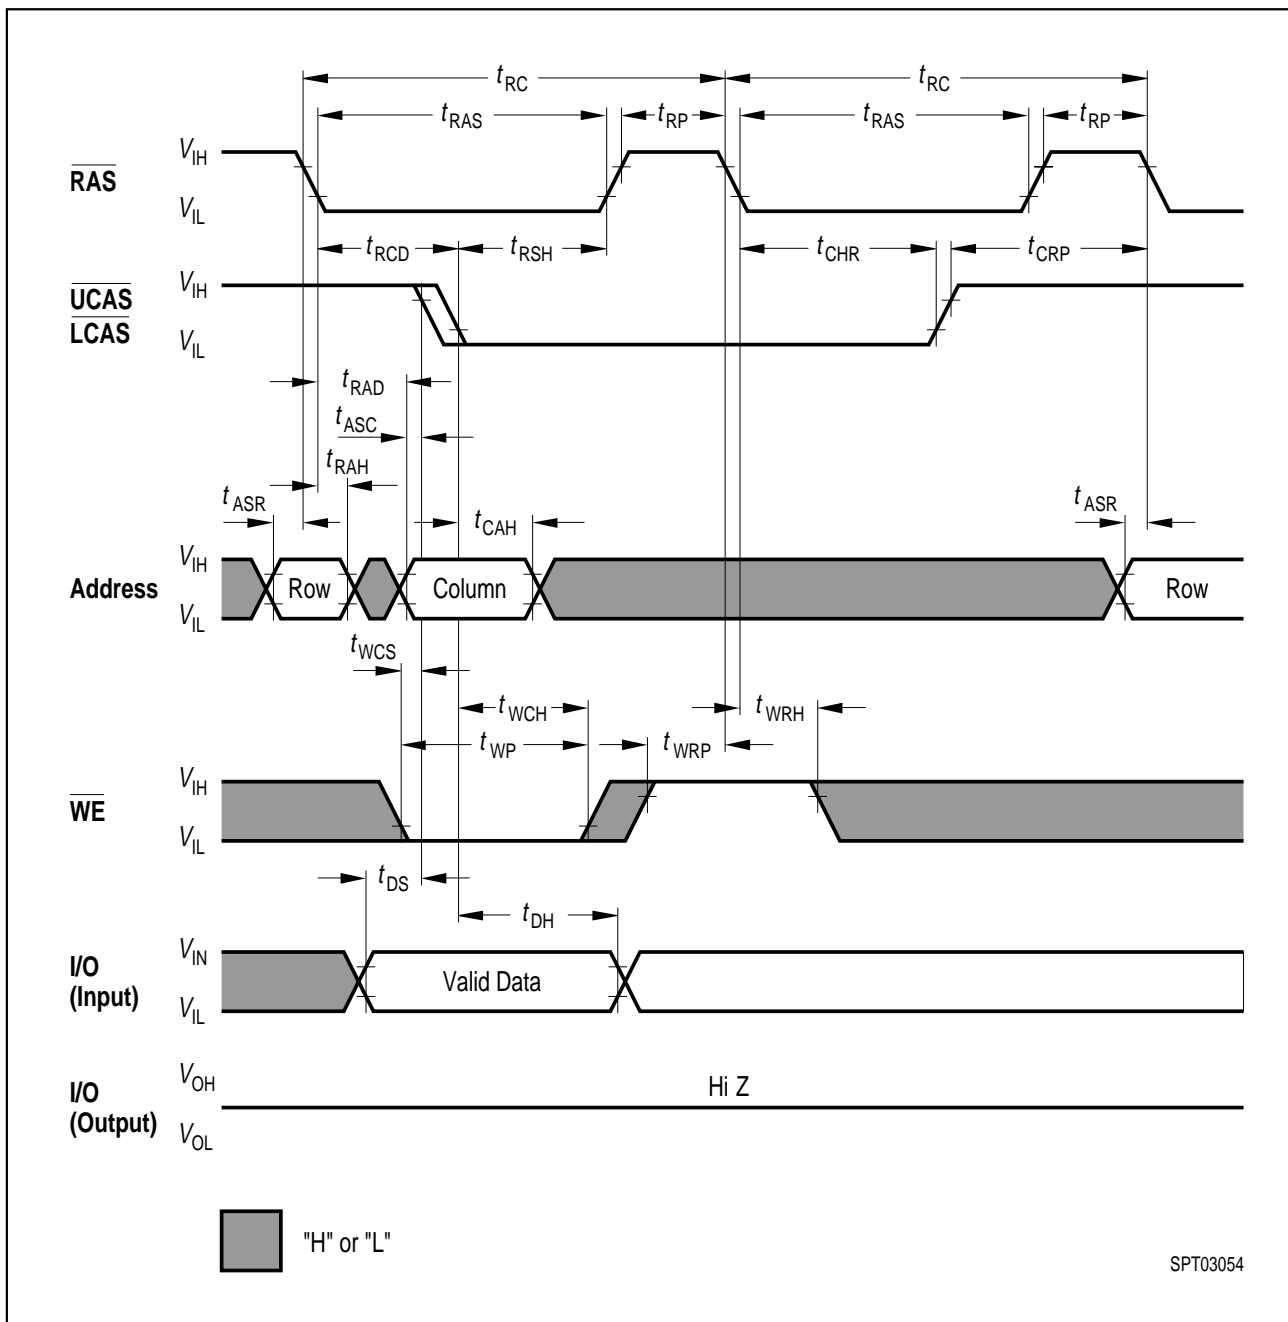 tRC tRC
tRAS tRP tRAS tRP
RAS VIH
VIL
tRCD tRSH tCHR tCRP
UCAS VIH
LCAS VIL
tRAD
tASC
tRAH
tASR tCAH tASR
VIH
Address Row Column Row
VIL
tWCS
tWCH tWRH
tWP tWRP
VIH
WE
VIL
tDS
tDH
VIN
I/O
(Input) Valid Data
VIL
VOH Hi Z
I/O
(Output)
VOL
"H" or "L"
SPT03054